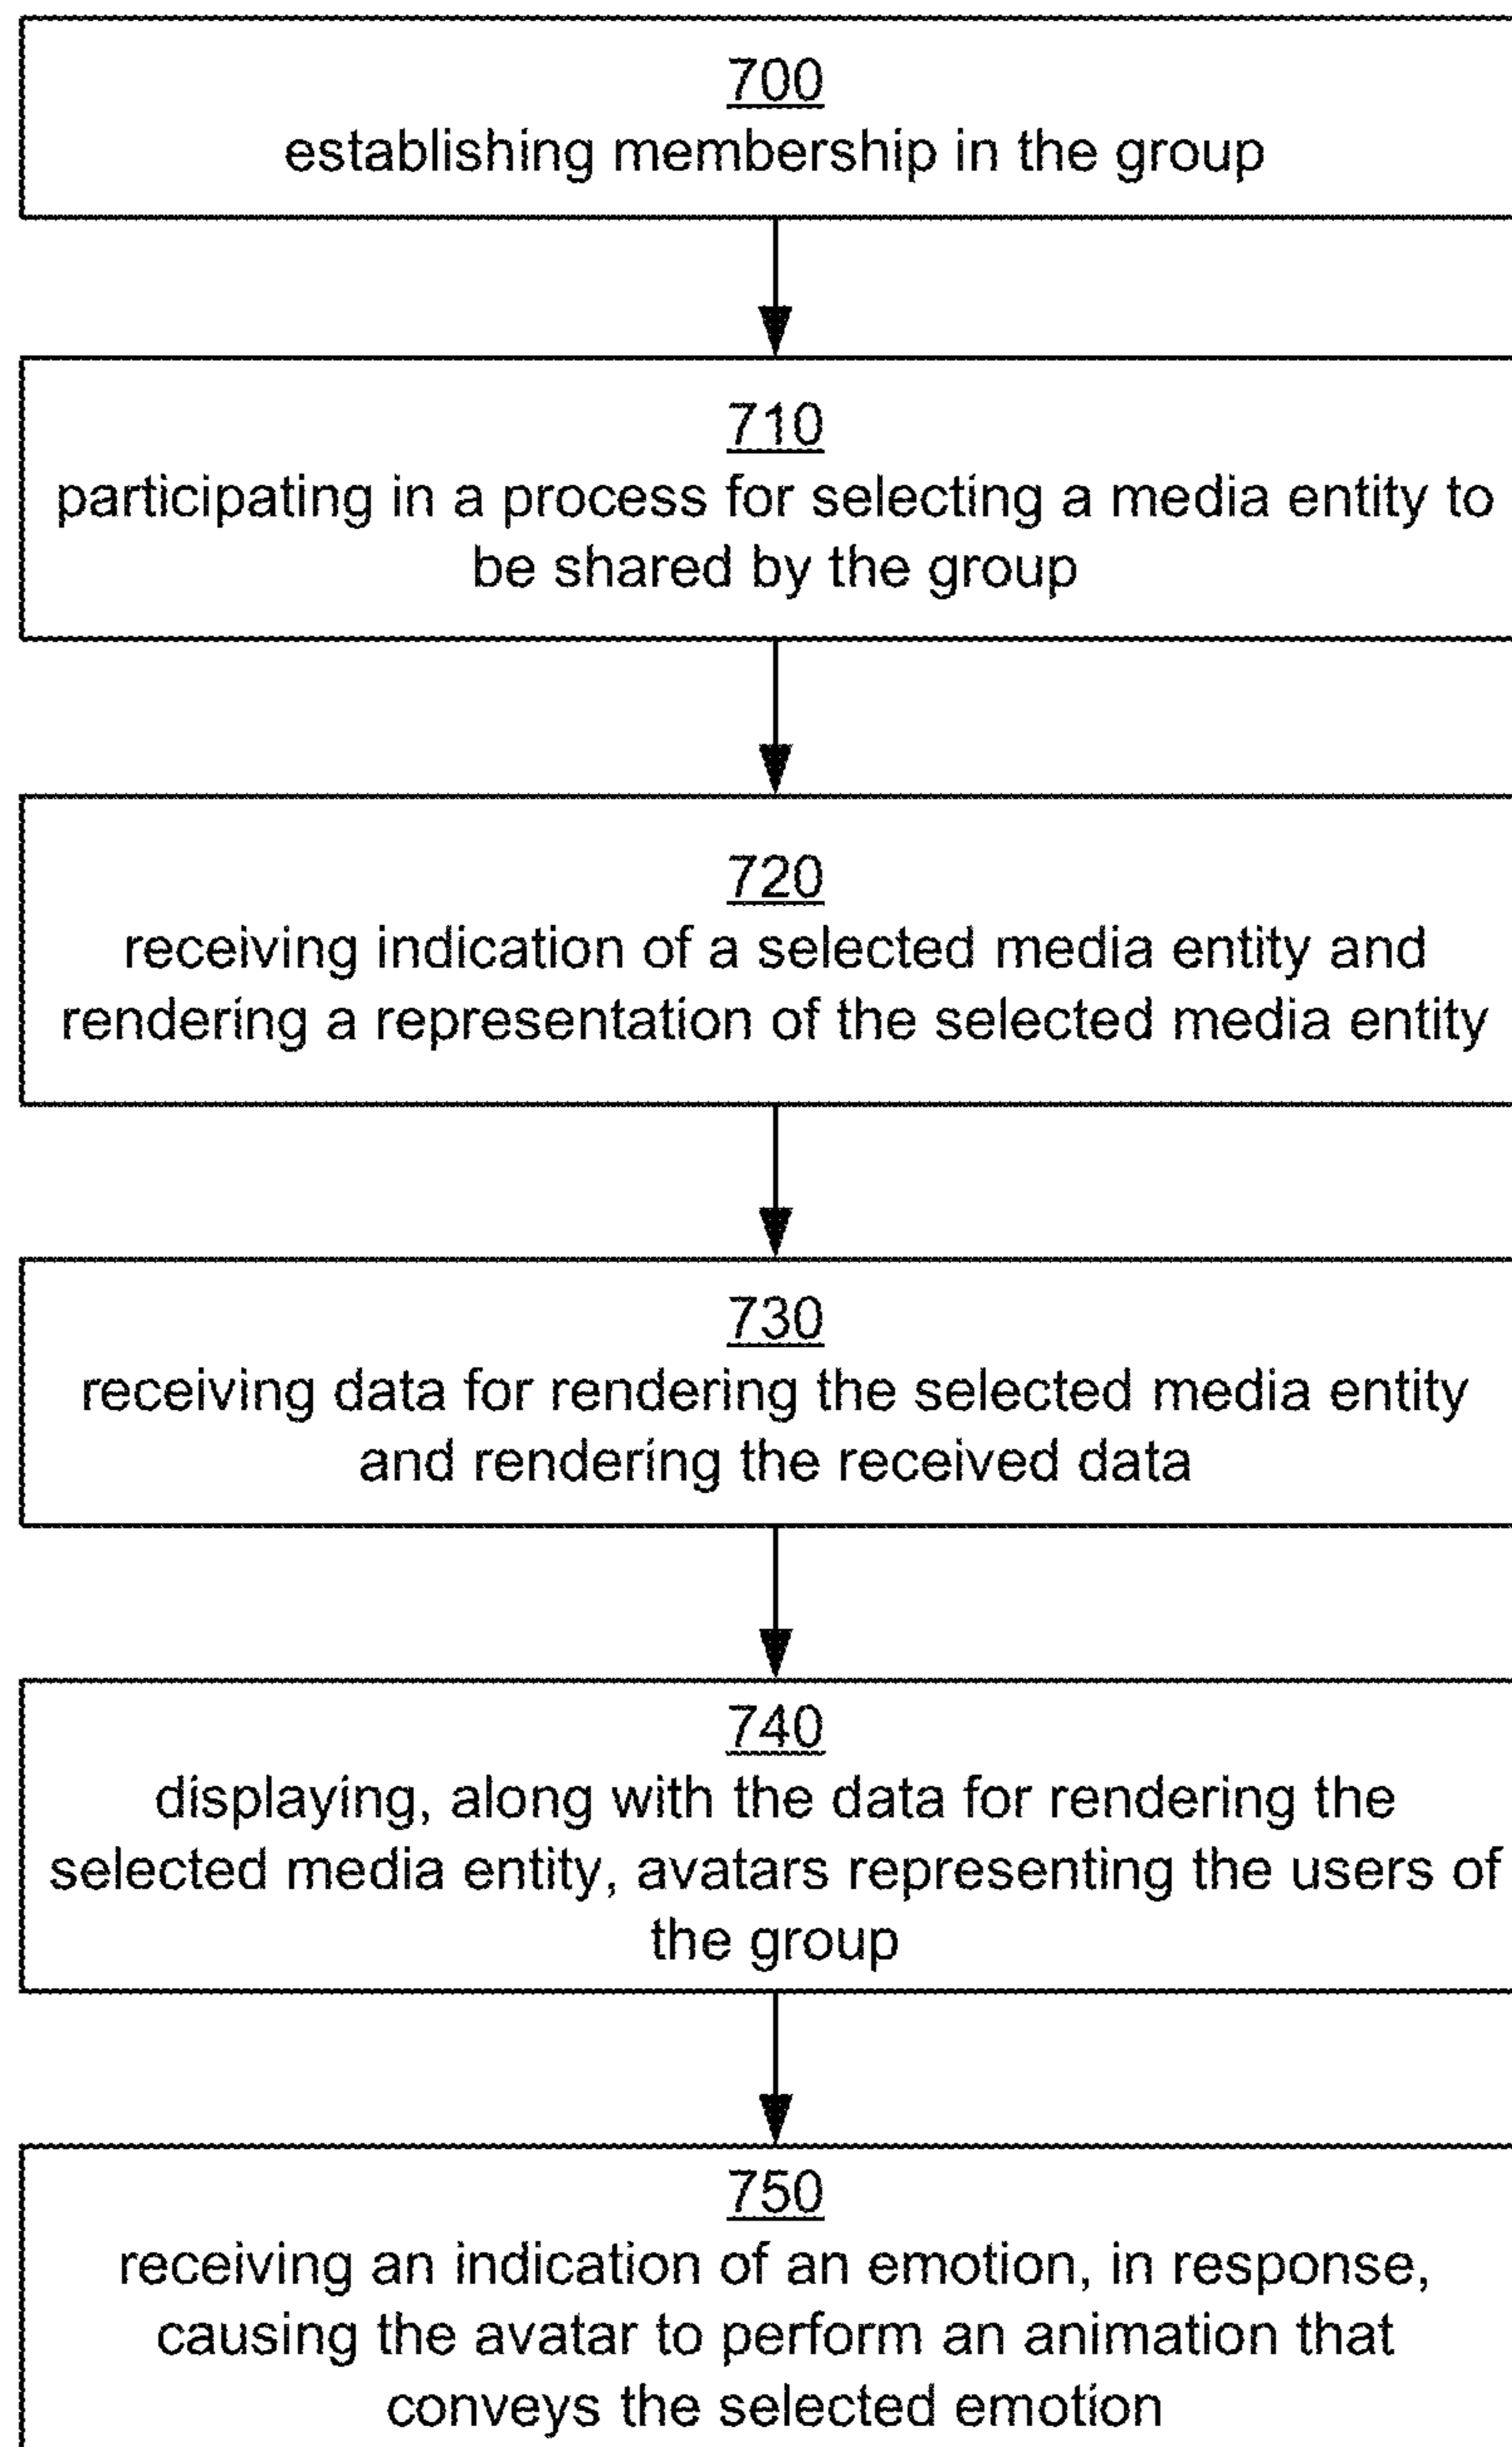 700
establishing membership in the group
710
participating in a process for selecting a media entity to
be shared by the group
720
receiving indication of a selected media entity and
rendering a representation of the selected media entity
730
receiving data for rendering the selected media entity
and rendering the received data
740
displaying, along with the data for rendering the
selected media entity, avatars representing the users of
the group
750
receiving an indication of an emotion, in response,
causing the avatar to perform an animation that
conveys the selected emotion